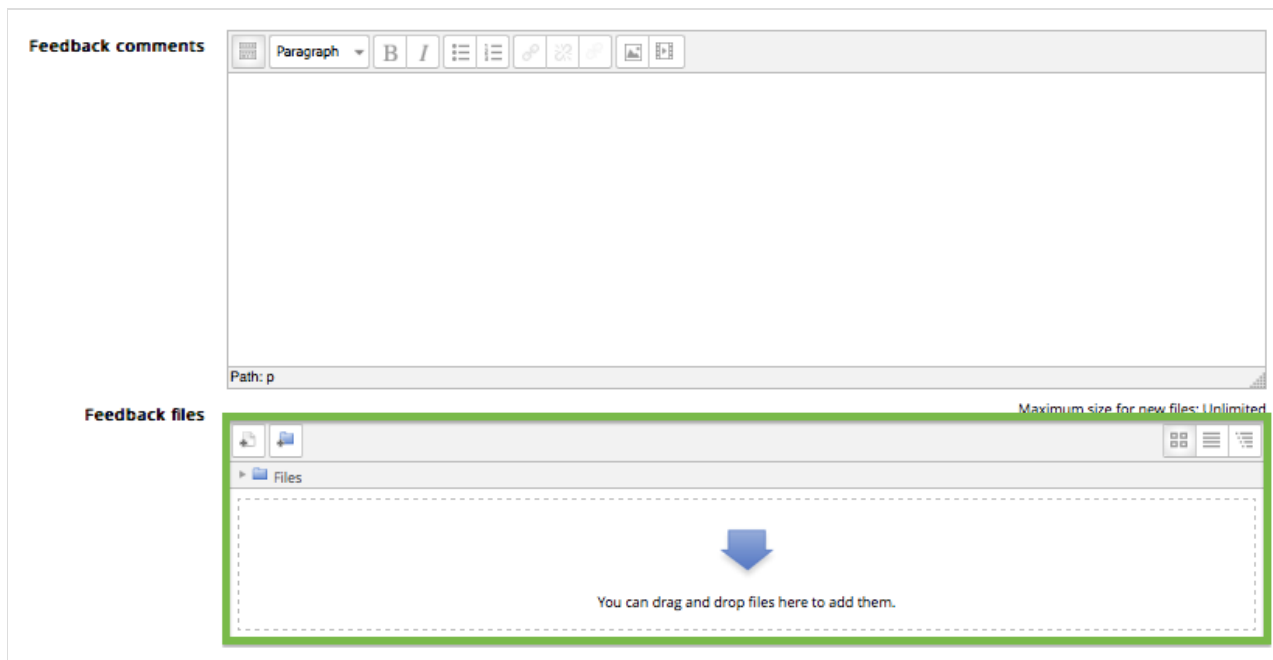 Feedback comments
Paragraph B I
Path: p
Feedback files
Maximum size for new files: Unlimited
Files
You can drag and drop files here to add them.